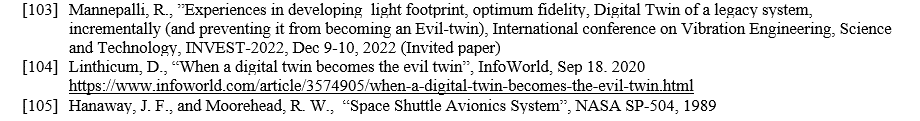 [103] Mannepalli, R., ”Experiences in developing light footprint, optimum fidelity, Digital Twin of a legacy system,
incrementally (and preventing it from becoming an Evil-twin), International conference on Vibration Engineering, Science
and Technology, INVEST-2022, Dec 9-10, 2022 (Invited paper)
[104] Linthicum, D., “When a digital twin becomes the evil twin”, InfoWorld, Sep 18. 2020
https://www.infoworld.com/article/3574905/when-a-digital-twin-becomes-the-evil-twin.html
[105] Hanaway, J. F., and Moorehead, R. W., “Space Shuttle Avionics System”, NASA SP-504, 1989